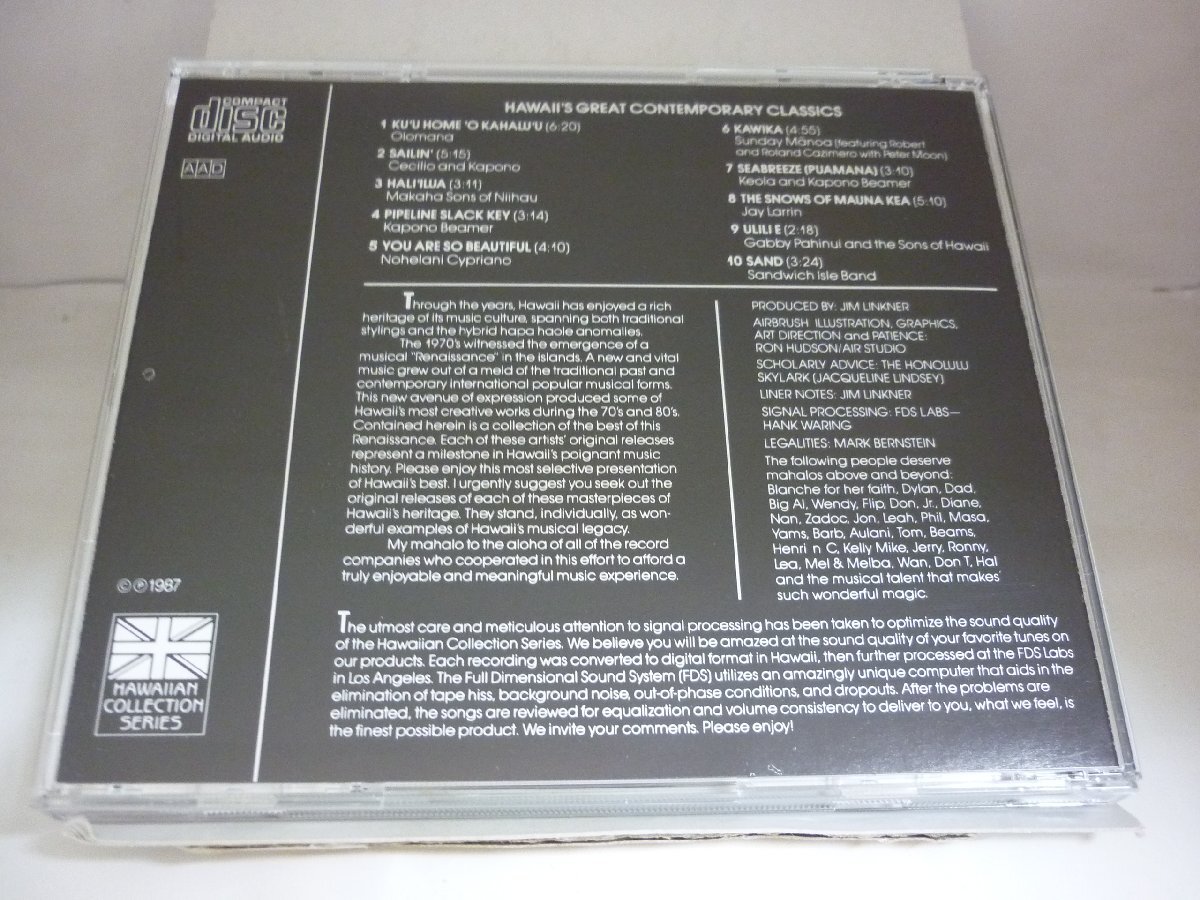 COMPACT
disc
DIGITAL AUDIO
AAD
HAWAII'S GREAT CONTEMPORARY CLASSICS
1 KU'U HOME 'O KAHALU'U (6:20)
Olomana
2 SAILIN' (5:15)
Cecilio and Kapono
3 HALI'ILUA (3:11)
Makaha Sons of Niihau
4 PIPELINE SLACK KEY (3:14)
Kapono Beamer
5 YOU ARE SO BEAUTIFUL (4:10)
Nohelani Cypriano
6 KAWIKA (4:55)
Sunday Mānoa (featuring Robert
and Roland Cazimero with Peter Moon)
7 SEABREEZE (PUAMANA) (3:10)
Keola and Kapono Beamer
8 THE SNOWS OF MAUNA KEA (5:10)
Jay Larrin
9 ULILI E (2:18)
Gabby Pahinui and the Sons of Hawaii
10 SAND (3:24)
Sandwich Isle Band
Through the years, Hawaii has enjoyed a rich
heritage of its music culture, spanning both traditional
stylings and the hybrid hapa haole anomalies.
The 1970's witnessed the emergence of a
musical "Renaissance" in the islands. A new and vital
music grew out of a meld of the traditional past and
contemporary international popular musical forms.
This new avenue of expression produced some of
Hawaii's most creative works during the 70's and 80's.
Contained herein is a collection of the best of this
Renaissance. Each of these artists' original releases
represent a milestone in Hawaii's poignant music
history. Please enjoy this most selective presentation
of Hawaii's best. I urgently suggest you seek out the
original releases of each of these masterpieces of
Hawaii's heritage. They stand, individually, as won-
derful examples of Hawaii's musical legacy.
My mahalo to the aloha of all of the record
companies who cooperated in this effort to afford a
truly enjoyable and meaningful music experience.
PRODUCED BY: JIM LINKNER
AIRBRUSH ILLUSTRATION, GRAPHICS,
ART DIRECTION and PATIENCE:
RON HUDSON/AIR STUDIO
SCHOLARLY ADVICE: THE HONOLULU
SKYLARK (JACQUELINE LINDSEY)
LINER NOTES: JIM LINKNER
SIGNAL PROCESSING: FDS LABS—
HANK WARING
LEGALITIES: MARK BERNSTEIN
The following people deserve
mahalos above and beyond:
Blanche for her faith, Dylan, Dad,
Big Al, Wendy, Flip, Don, Jr., Diane,
Nan, Zadoc, Jon, Leah, Phil, Masa,
Yams, Barb, Aulani, Tom, Beams,
Henri n C, Kelly Mike, Jerry, Ronny,
Lea, Mel & Melba, Wan, Don T, Hal
and the musical talent that makes
such wonderful magic.
© ℗ 1987
HAWAIIAN
COLLECTION
SERIES
The utmost care and meticulous attention to signal processing has been taken to optimize the sound quality
of the Hawaiian Collection Series. We believe you will be amazed at the sound quality of your favorite tunes on
our products. Each recording was converted to digital format in Hawaii, then further processed at the FDS Labs
in Los Angeles. The Full Dimensional Sound System (FDS) utilizes an amazingly unique computer that aids in the
elimination of tape hiss, background noise, out-of-phase conditions, and dropouts. After the problems are
eliminated, the songs are reviewed for equalization and volume consistency to deliver to you, what we feel, is
the finest possible product. We invite your comments. Please enjoy!